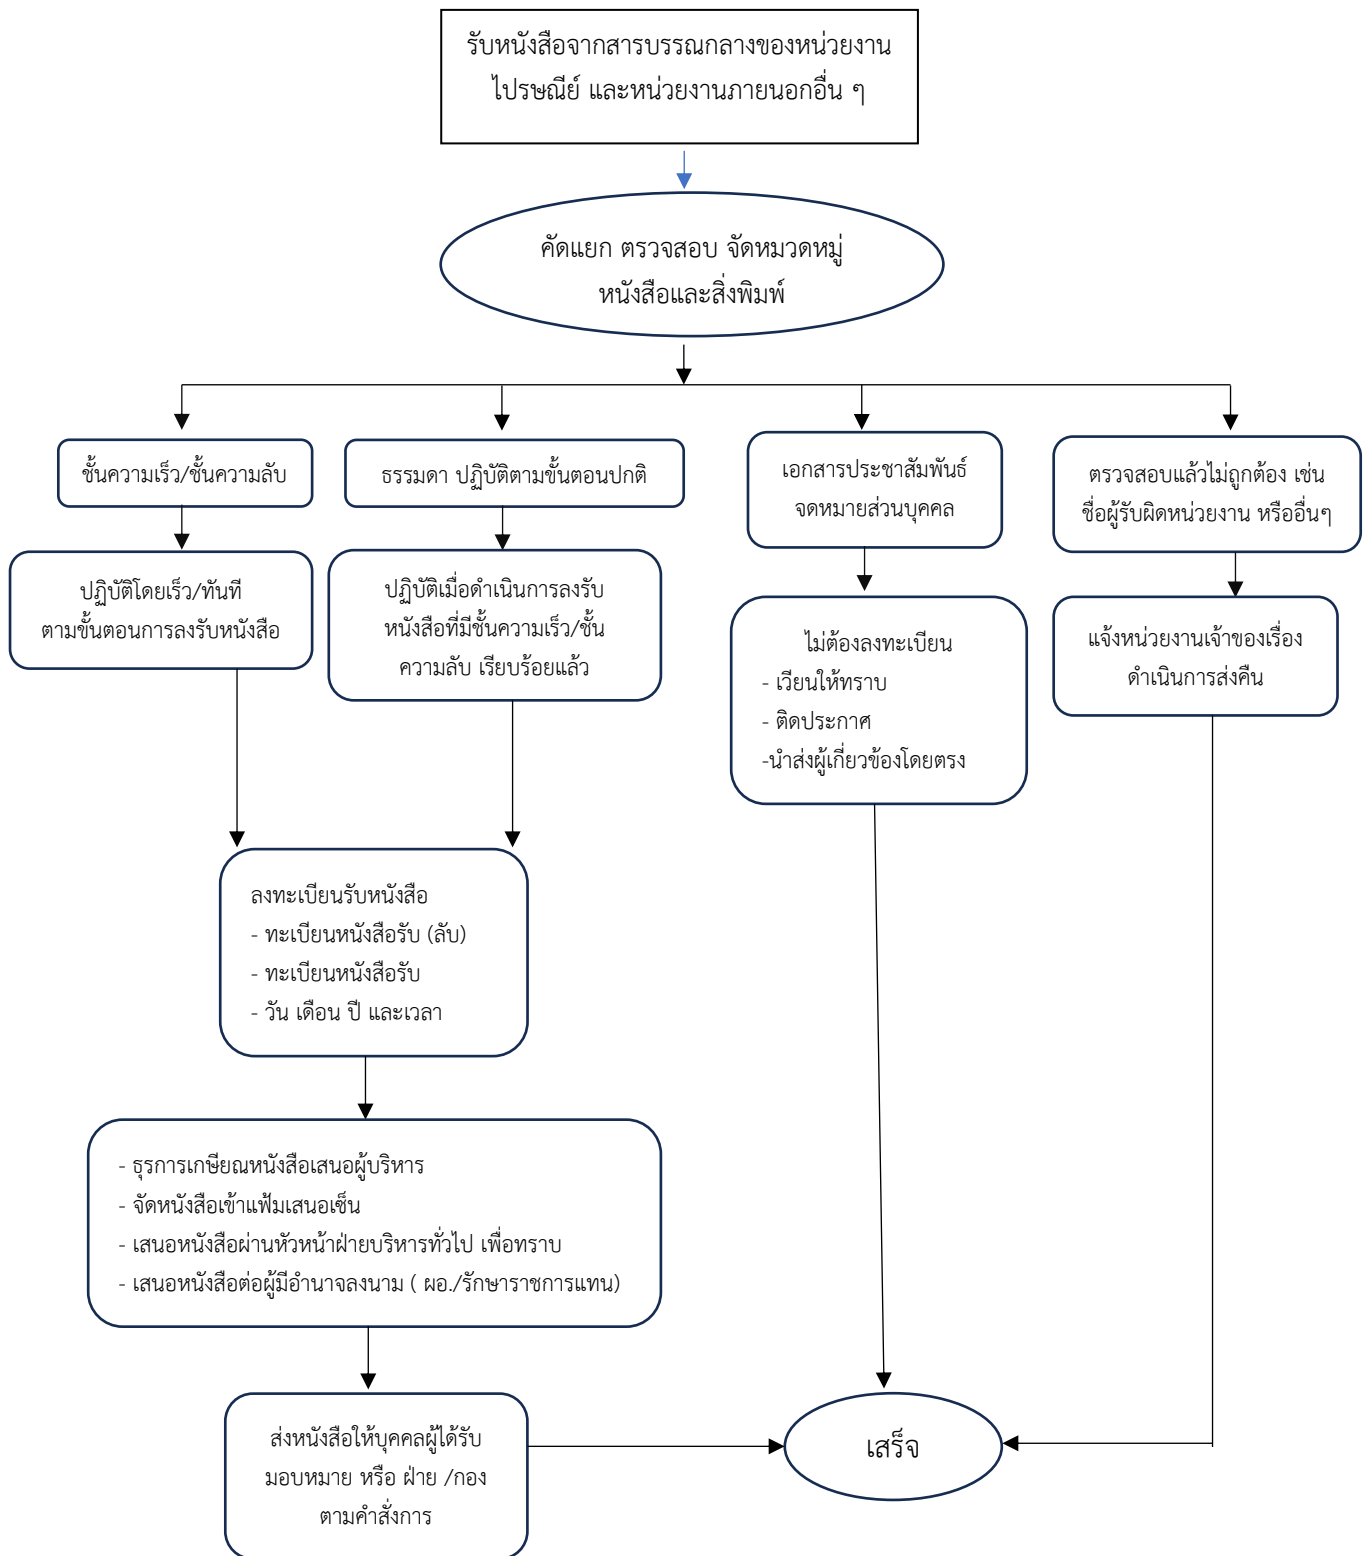 รับหนังสือจากสารบรรณกลางของหน่วยงาน
ไปรษณีย์ และหน่วยงานภายนอกอื่น ๆ
คัดแยก ตรวจสอบ จัดหมวดหมู่
หนังสือและสิ่งพิมพ์
ชั้นความเร็ว/ชั้นความลับ
ปฏิบัติโดยเร็ว/ทันที
ตามขั้นตอนการลงรับหนังสือ
ธรรมดา ปฏิบัติตามขั้นตอนปกติ
ปฏิบัติเมื่อดำเนินการลงรับ
หนังสือที่มีชั้นความเร็ว/ชั้น
ความลับ เรียบร้อยแล้ว
เอกสารประชาสัมพันธ์
จดหมายส่วนบุคคล
ไม่ต้องลงทะเบียน
- เวียนให้ทราบ
- ติดประกาศ
-นำส่งผู้เกี่ยวข้องโดยตรง
ตรวจสอบแล้วไม่ถูกต้อง เช่น
ชื่อผู้รับผิดหน่วยงาน หรืออื่นๆ
แจ้งหน่วยงานเจ้าของเรื่อง
ดำเนินการส่งคืน
ลงทะเบียนรับหนังสือ
- ทะเบียนหนังสือรับ (ลับ)
- ทะเบียนหนังสือรับ
- วัน เดือน ปี และเวลา
- ธุรการเกษียณหนังสือเสนอผู้บริหาร
- จัดหนังสือเข้าแฟ้มเสนอเซ็น
- เสนอหนังสือผ่านหัวหน้าฝ่ายบริหารทั่วไป เพื่อทราบ
- เสนอหนังสือต่อผู้มีอำนาจลงนาม ( ผอ./รักษาราชการแทน)
ส่งหนังสือให้บุคคลผู้ได้รับ
มอบหมาย หรือ ฝ่าย /กอง
ตามคำสั่งการ
เสร็จ